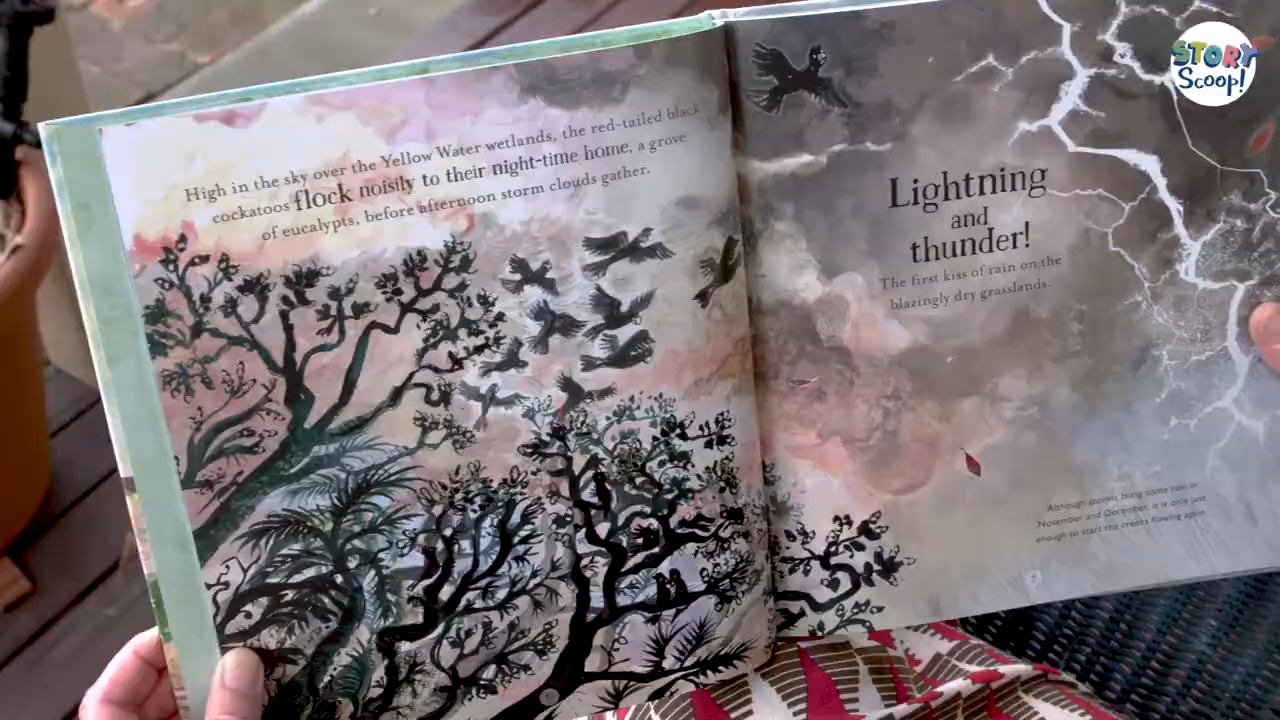 High in the sky over the Yellow Water wetlands, the red-tailed black
cockatoos flock noisily to their night-time home, a grove
of eucalypts, before afternoon storm clouds gather.
Lightning
and
thunder!
The first kiss of rain on the
blazingly dry grasslands.
Although storms bring some rain in
November and December, it is only just
enough to start the creeks flowing again.
STORY
Scoop!